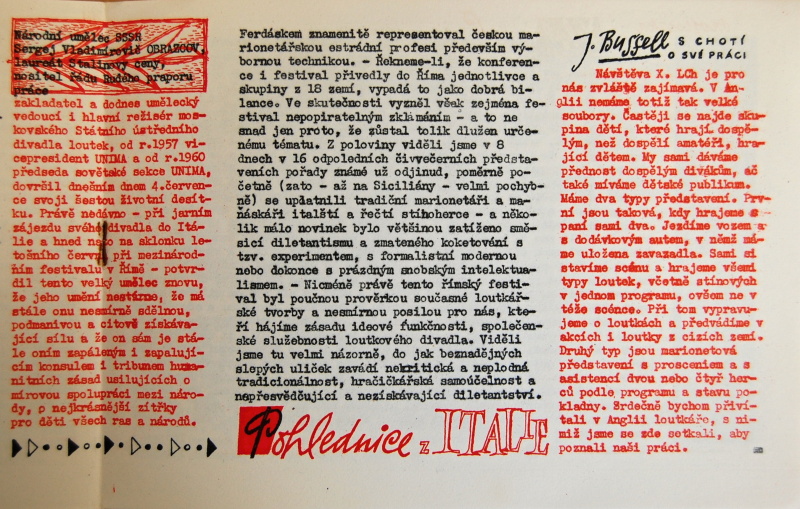 Národní umělec SSSR
Sergej Vladimirovič OBRAZCOV,
laureát Stalinovy ceny,
nositel řádu Rudého praporu
práce
zakladatel a dodnes umělecký
vedoucí i hlavní režisér mos-
kovského Státního ústředního
divadla loutek, od r.1957 vi-
cepresident UNIMA a od r.1960
předseda sovětské sekce UNIMA,
dovršil dnešním dnem 4.červen-
ce svoji šestou životní desít-
ku. Právě nedávno - při jarním
zájezdu svého divadla do Itá-
lie a hned nato na sklonku le-
tošního června při mezinárod-
ním festivalu v Římě - potvr-
dil tento velký umělec znovu,
že jeho umění nestárne, že má
stále onu nesmírně sdělnou,
podmanivou a citově získáva-
jící sílu a že on sám je stá-
le oním zapáleným i zapalují-
cím konsulem i tribunem huma-
nitních zásad usilujících o
mírovou spolupráci mezi náro-
dy, o nejkrásnější zítřky
pro děti všech ras a národů.
Ferdáskem znamenitě representoval českou ma-
rionetářskou estrádní profesi především vý-
bornou technikou. - Řekneme-li, že konferen-
ce i festival přivedly do Říma jednotlivce a
skupiny z 18 zemí, vypadá to jako dobrá bi-
lance. Ve skutečnosti vyzněl však zejména fe-
stival nepopiratelným zklamáním - a to ne
snad jen proto, že zůstal tolik dlužen urče-
nému tématu. Z poloviny viděli jsme v 8
dnech v 16 odpoledních čivvečerních předsta-
veních pořady známé už odjinud, poměrně po-
četně (zato - až na Siciliány - velmi pochyb-
ně) se uplatnili tradiční marionetáři a ma-
ňáskáři italští a řečtí stínoherce - a něko-
lik málo novinek bylo většinou zatíženo smě-
sicí diletantismu a zmateného koketování s
tzv. experimentem, s formalistní modernou
nebo dokonce s prázdným snobským intelektua-
lismem. - Nicméně právě tento římský festi-
val byl poučnou prověrkou současné loutkář-
ské tvorby a nesmírnou posilou pro nás, kte-
ří hájíme zásadu ideové funkčnosti, společen-
ské služebnosti loutkového divadla. Viděli
jsme tu velmi názorně, do jak beznadějných
slepých uliček zavádí nekritická a neplodná
tradicionálnost, hračičkářská samoúčelnost a
nepřesvědčující a nezískávající diletantství.
Pohlednice z ITALIE
J. Bussell S CHOTÍ
O SVÉ PRÁCI
Návštěva X. LCh je pro
nás zvláště zajímavá. V An-
glii nemáme totiž tak velké
soubory. Častěji se najde sku-
pina dětí, které hrají dospě-
lým, než dospělí amatéři, hra-
jící dětem. My sami dáváme
přednost dospělým divákům, ač
také míváme dětské publikum.
Máme dva typy představení. Prv-
ní jsou taková, kdy hrajeme s
paní sami dva. Jezdíme vozem a
s dodávkovým autem, v němž má-
me uložena zavazadla. Sami si
stavíme scénu a hrajeme všemi
typy loutek, včetně stínových
v jednom programu, ovšem ne v
téže scénce. Při tom vypravu-
jeme o loutkách a předvádíme v
akcích i loutky z cizích zemí.
Druhý typ jsou marionetová
představení s prosceniem a s
asistencí dvou nebo čtyř her-
ců podle programu a stavu po-
kladny. Srdečně bychom přiví-
tali v Anglii loutkáře, s ni-
miž jsme se zde setkali, aby
poznali naši práci.